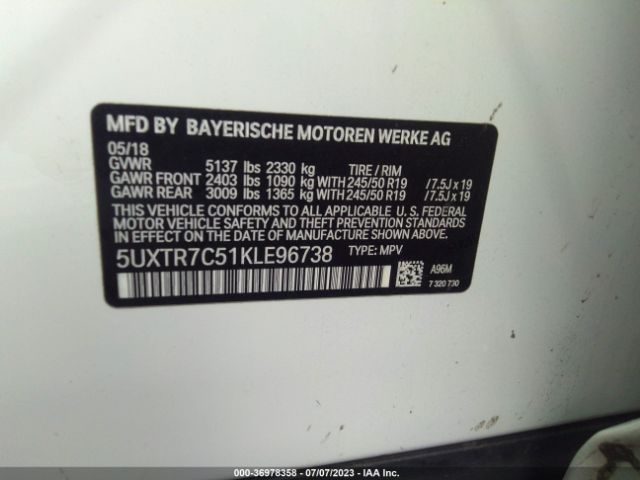 MFD BY BAYERISCHE MOTOREN WERKE AG
05/18
GVWR 5137 lbs 2330 kg TIRE / RIM
GAWR FRONT 2403 lbs 1090 kg WITH 245/50 R19 /7.5J x 19
GAWR REAR 3009 lbs 1365 kg WITH 245/50 R19 /7.5J x 19
THIS VEHICLE CONFORMS TO ALL APPLICABLE U. S. FEDERAL
MOTOR VEHICLE SAFETY AND THEFT PREVENTION STANDARDS
IN EFFECT ON THE DATE OF MANUFACTURE SHOWN ABOVE.
5UXTR7C51KLE96738 TYPE: MPV
A96M
7 320 730
000-36978358 - 07/07/2023 - IAA Inc.